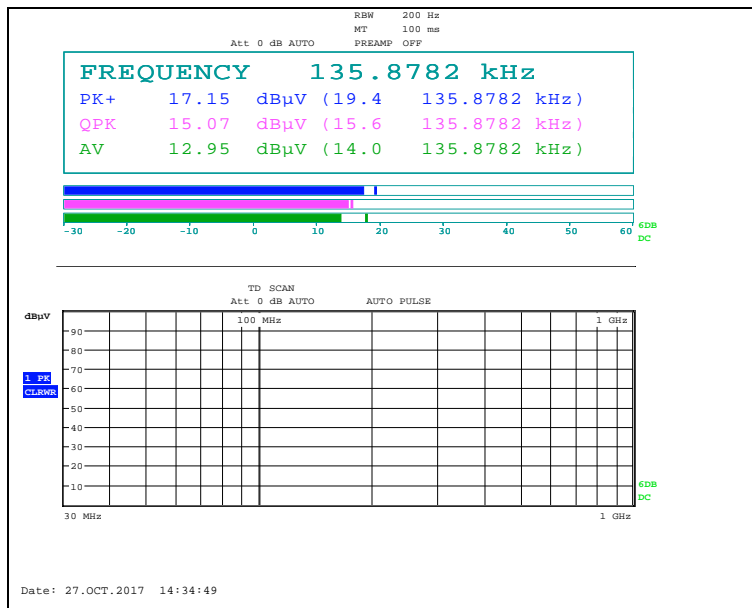 RBW 200 Hz
MT 100 ms
Att 0 dB AUTO PREAMP OFF
FREQUENCY 135.8782 kHz
PK+ 17.15 dBµV (19.4 135.8782 kHz)
QPK 15.07 dBµV (15.6 135.8782 kHz)
AV 12.95 dBµV (14.0 135.8782 kHz)
-30 -20 -10 0 10 20 30 40 50 60
6DB
DC
TD SCAN
Att 0 dB AUTO AUTO PULSE
dBµV
100 MHz 1 GHz
90
80
70
1 PK
60
CLRWR
50
40
30
20
10
6DB
DC
30 MHz 1 GHz
Date: 27.OCT.2017 14:34:49